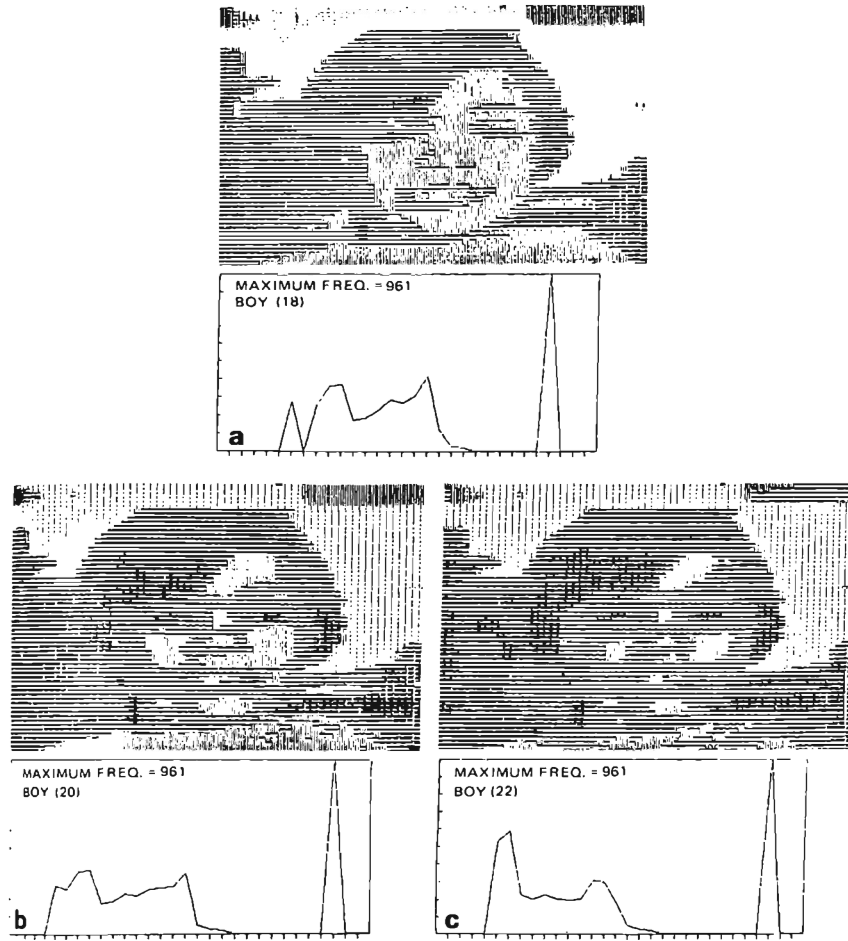 MAXIMUM FREQ. = 961
BOY (18)
a
MAXIMUM FREQ. = 961
BOY (20)
b
MAXIMUM FREQ. = 961
BOY (22)
c